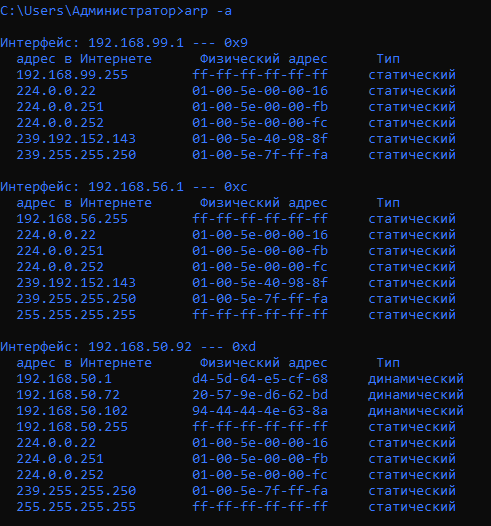 C:\Users\Администратор>arp -a
Интерфейс: 192.168.99.1 --- 0x9
адрес в Интернете Физический адрес Тип
192.168.99.255 ff-ff-ff-ff-ff-ff статический
224.0.0.22 01-00-5e-00-00-16 статический
224.0.0.251 01-00-5e-00-00-fb статический
224.0.0.252 01-00-5e-00-00-fc статический
239.192.152.143 01-00-5e-40-98-8f статический
239.255.255.250 01-00-5e-7f-ff-fa статический
Интерфейс: 192.168.56.1 --- 0xc
адрес в Интернете Физический адрес Тип
192.168.56.255 ff-ff-ff-ff-ff-ff статический
224.0.0.22 01-00-5e-00-00-16 статический
224.0.0.251 01-00-5e-00-00-fb статический
224.0.0.252 01-00-5e-00-00-fc статический
239.192.152.143 01-00-5e-40-98-8f статический
239.255.255.250 01-00-5e-7f-ff-fa статический
255.255.255.255 ff-ff-ff-ff-ff-ff статический
Интерфейс: 192.168.50.92 --- 0xd
адрес в Интернете Физический адрес Тип
192.168.50.1 d4-5d-64-e5-cf-68 динамический
192.168.50.72 20-57-9e-d6-62-bd динамический
192.168.50.102 94-44-44-4e-63-8a динамический
192.168.50.255 ff-ff-ff-ff-ff-ff статический
224.0.0.22 01-00-5e-00-00-16 статический
224.0.0.251 01-00-5e-00-00-fb статический
224.0.0.252 01-00-5e-00-00-fc статический
239.255.255.250 01-00-5e-7f-ff-fa статический
255.255.255.255 ff-ff-ff-ff-ff-ff статический